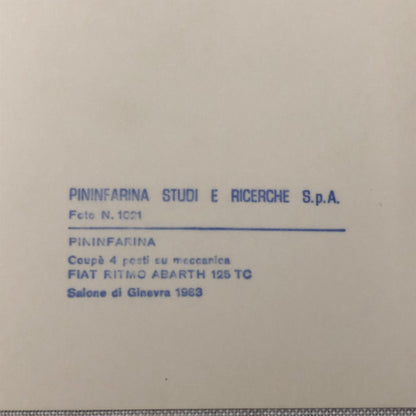 PININFARINA STUDI E RICERCHE S.p.A.
Foto N. 1021
PININFARINA
Coupè 4 posti su meccanica
FIAT RITMO ABARTH 125 TC
Salone di Ginevra 1983